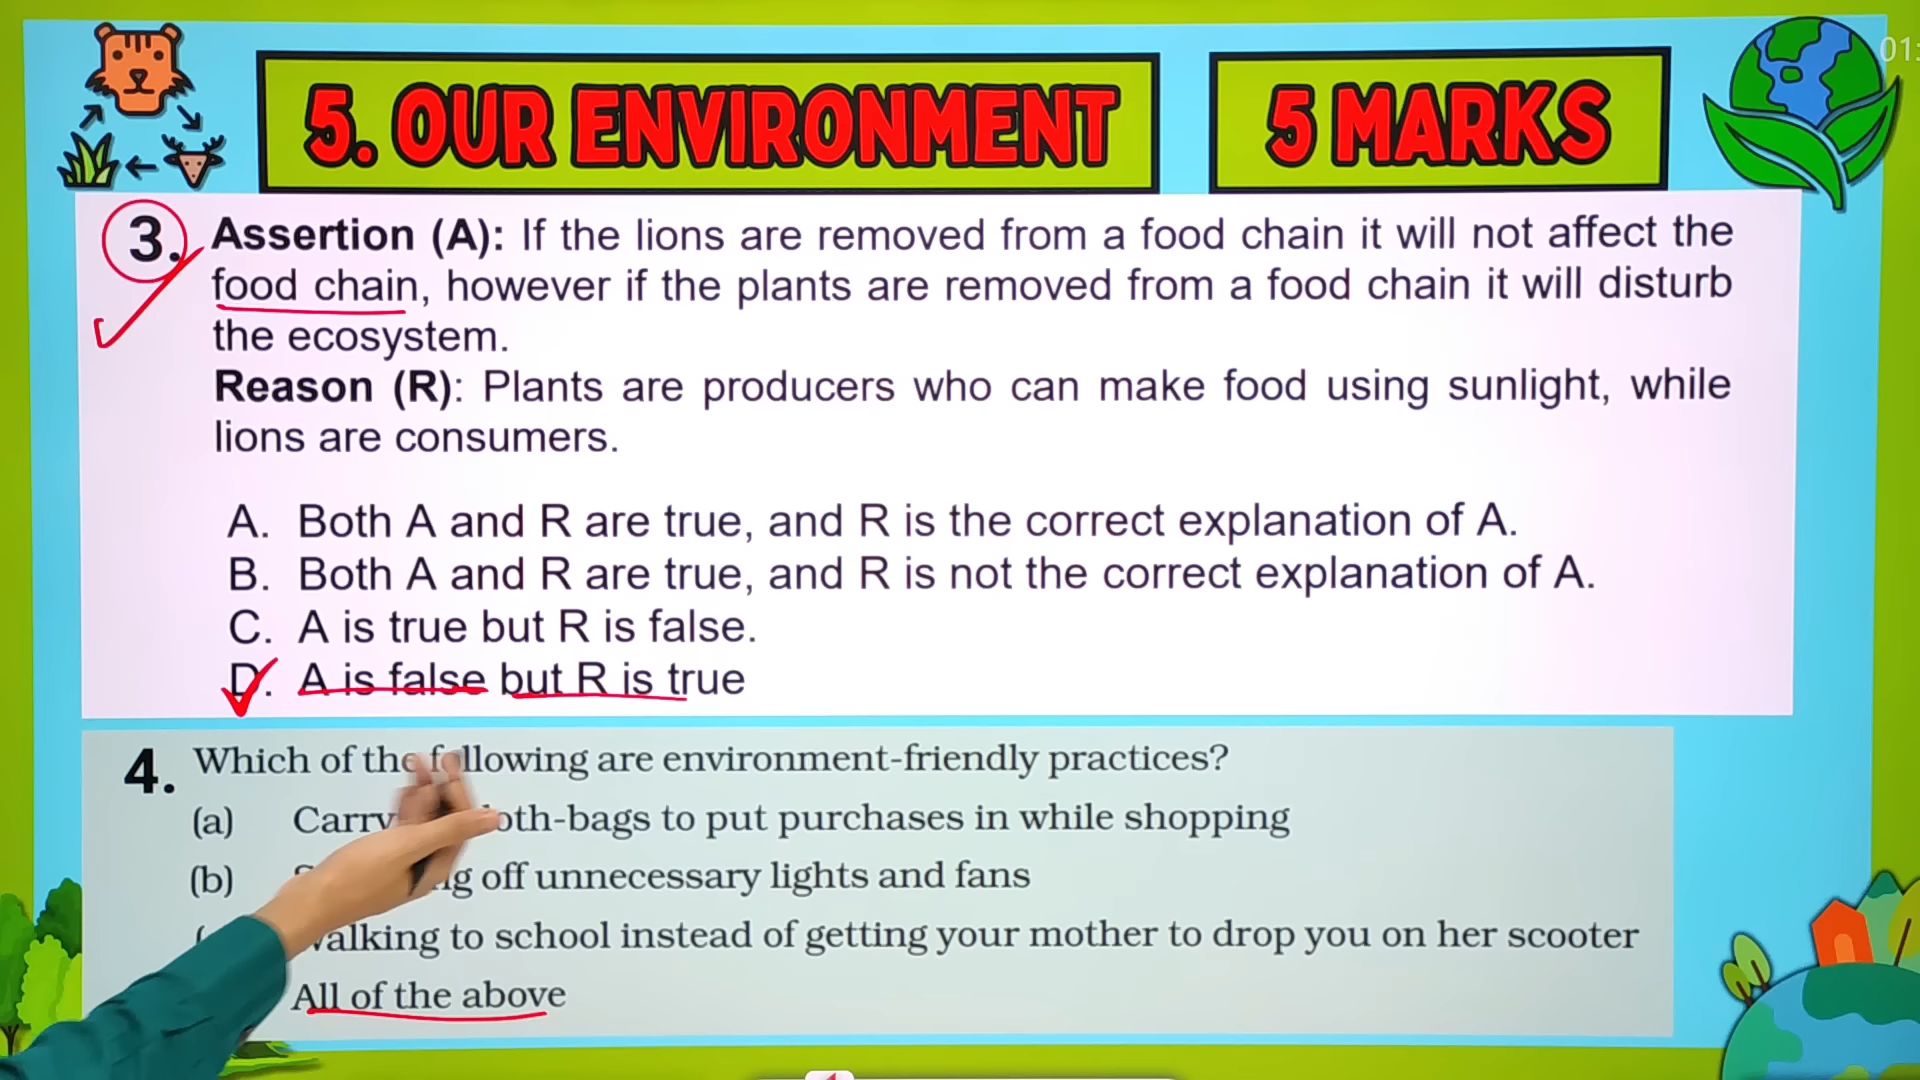 01:
5. OUR ENVIRONMENT
5 MARKS
3. Assertion (A): If the lions are removed from a food chain it will not affect the
food chain, however if the plants are removed from a food chain it will disturb
the ecosystem.
Reason (R): Plants are producers who can make food using sunlight, while
lions are consumers.
A. Both A and R are true, and R is the correct explanation of A.
B. Both A and R are true, and R is not the correct explanation of A.
C. A is true but R is false.
D. A is false but R is true
4. Which of the following are environment-friendly practices?
(a) to put purchases in while shopping
(b) off unnecessary lights and fans
to school instead of getting your mother to drop you on her scooter
All of the above